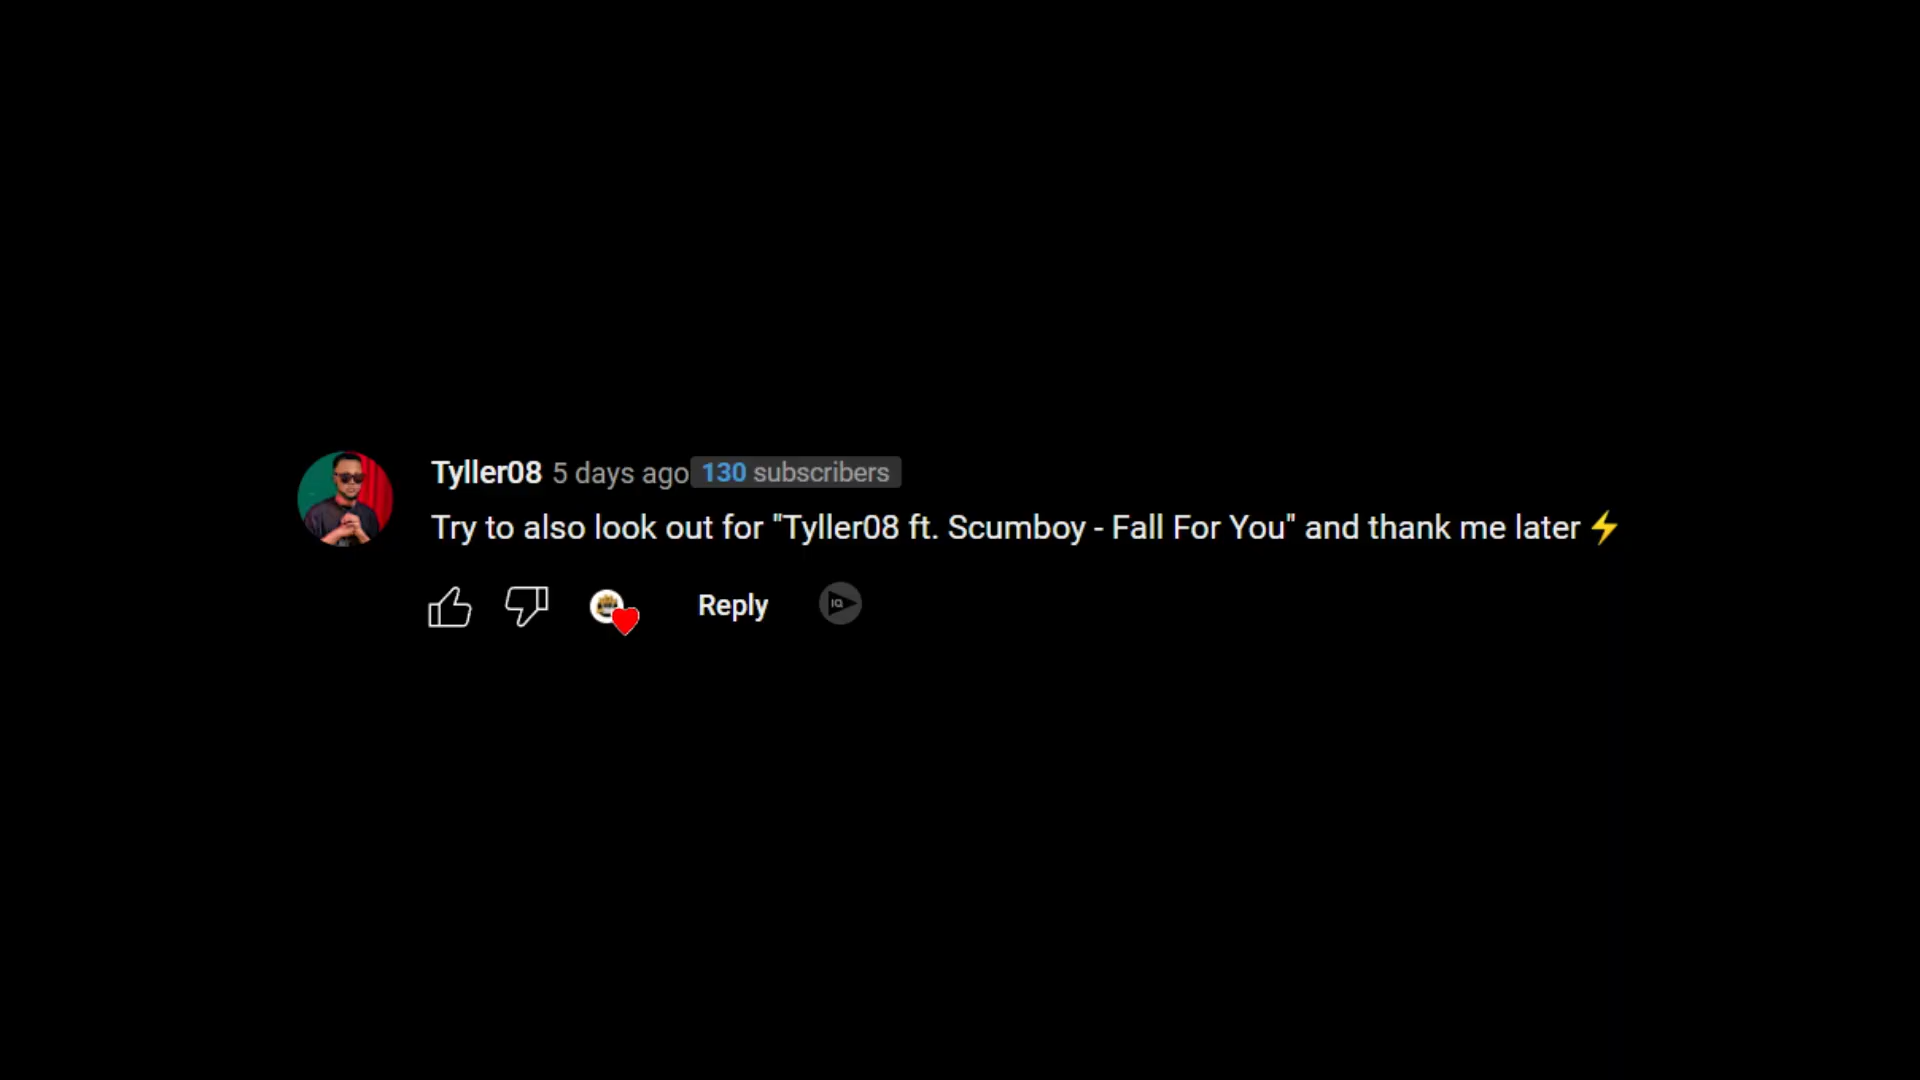 Tyller08 5 days ago 130 subscribers
Try to also look out for "Tyller08 ft. Scumboy - Fall For You" and thank me later ⚡
Reply
IQ